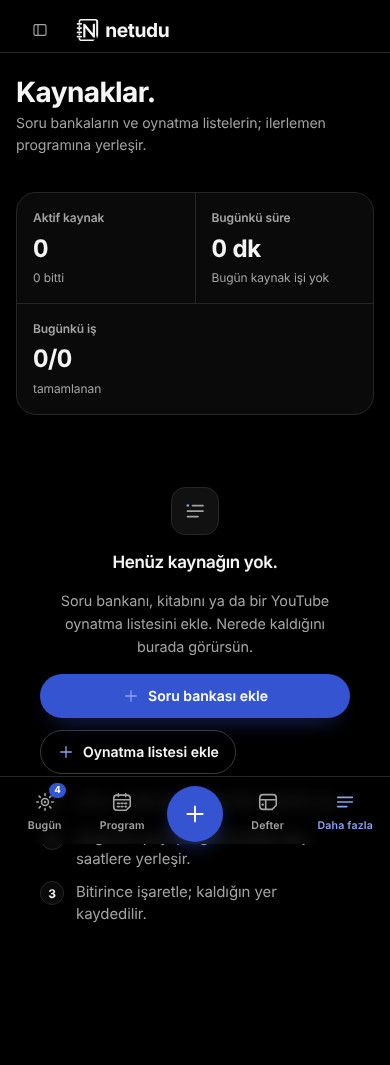 netudu
Kaynaklar.
Soru bankaların ve oynatma listelerin; ilerlemen
programına yerleşir.
Aktif kaynak
0
0 bitti
Bugünkü süre
0 dk
Bugün kaynak işi yok
Bugünkü iş
0/0
tamamlanan
Henüz kaynağın yok.
Soru bankanı, kitabını ya da bir YouTube
oynatma listesini ekle. Nerede kaldığını
burada görürsün.
Soru bankası ekle
Oynatma listesi ekle
4
Bugün
Program
Defter
Daha fazla
saatlere yerleşir.
3
Bitirince işaretle; kaldığın yer
kaydedilir.